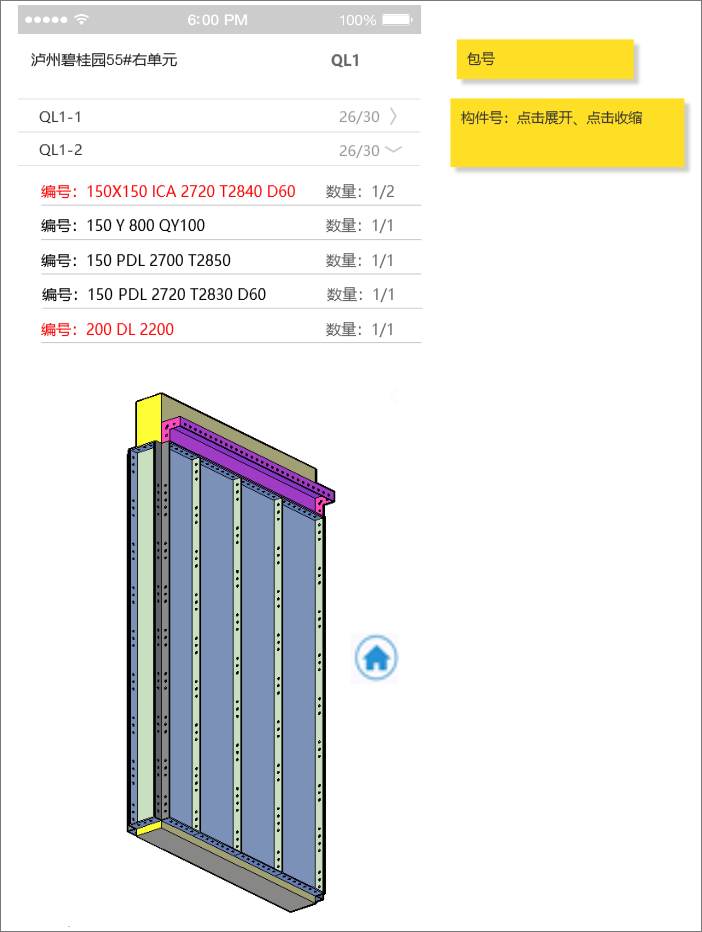 6:00 PM 100%
泸州碧桂园55#右单元 QL1
包号
QL1-1 26/30
构件号：点击展开、点击收缩
QL1-2 26/30
编号：150X150 ICA 2720 T2840 D60 数量：1/2
编号：150 Y 800 QY100 数量：1/1
编号：150 PDL 2700 T2850 数量：1/1
编号：150 PDL 2720 T2830 D60 数量：1/1
编号：200 DL 2200 数量：1/1